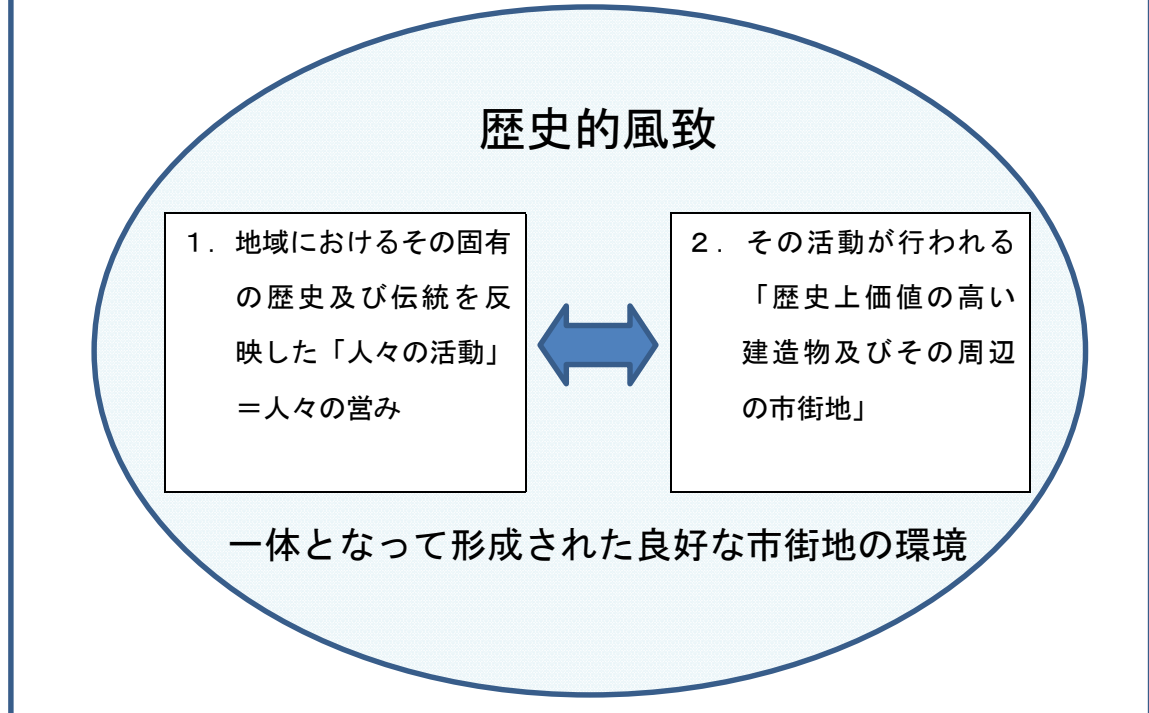 歴史的風致
１．地域におけるその固有
の歴史及び伝統を反
映した「人々の活動」
＝人々の営み
２．その活動が行われる
「歴史上価値の高い
建造物及びその周辺
の市街地」
一体となって形成された良好な市街地の環境